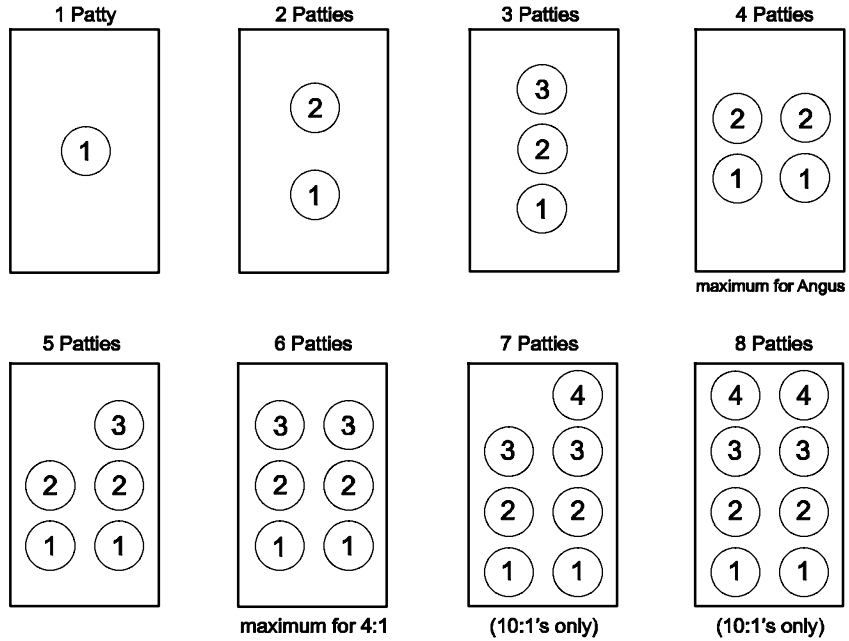 1 Patty
1
2 Patties
2
1
3 Patties
3
2
1
4 Patties
2 2
1 1
maximum for Angus
5 Patties
3
2 2
1 1
6 Patties
3 3
2 2
1 1
maximum for 4:1
7 Patties
4
3 3
2 2
1 1
(10:1's only)
8 Patties
4 4
3 3
2 2
1 1
(10:1's only)